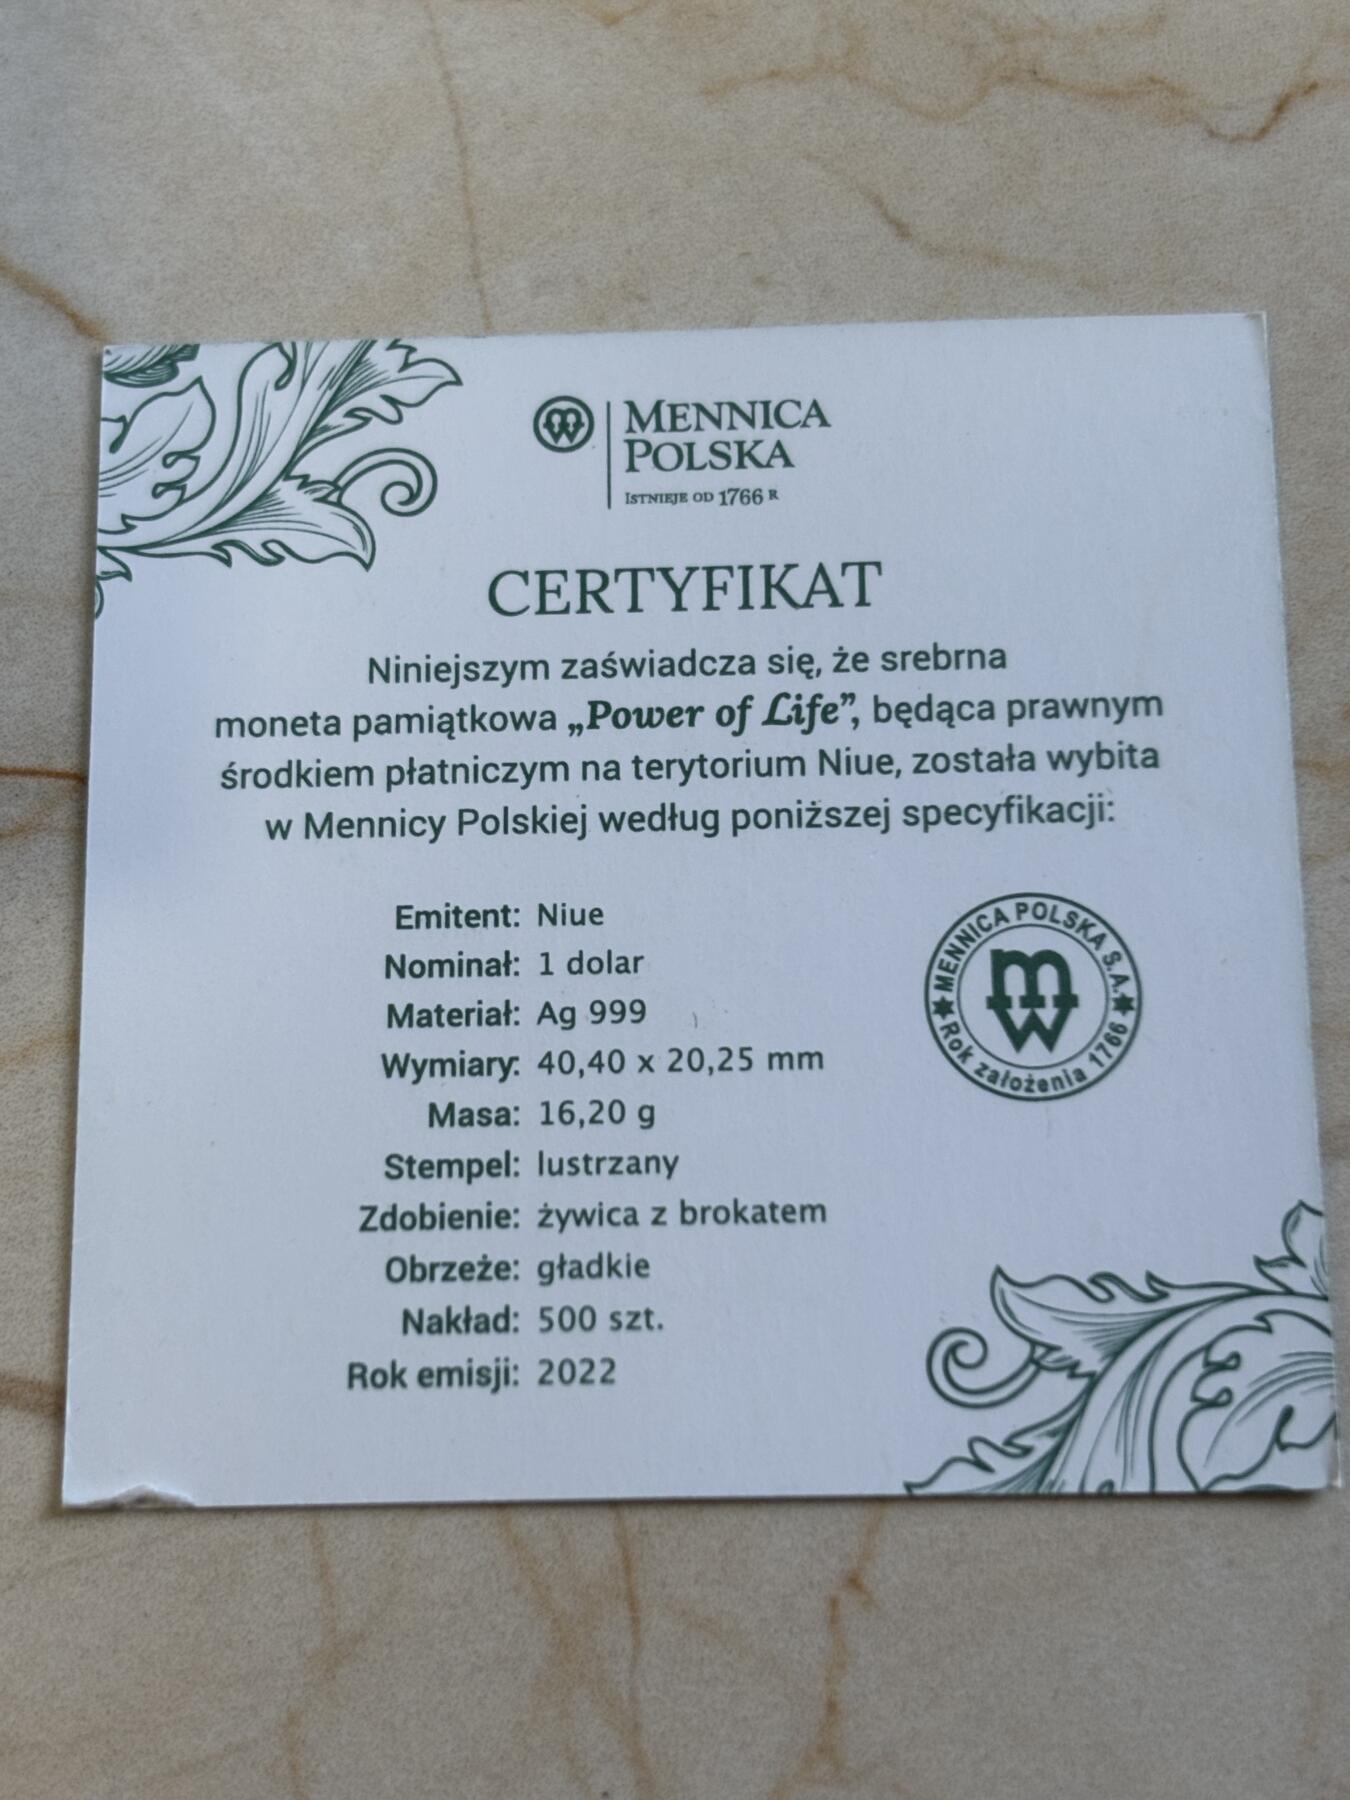 MENNICA
POLSKA
ISTNIEJE OD 1766 R
CERTYFIKAT
Niniejszym zaświadcza się, że srebrna
moneta pamiątkowa „Power of Life”, będąca prawnym
środkiem płatniczym na terytorium Niue, została wybita
w Mennicy Polskiej według poniższej specyfikacji:
Emitent: Niue
Nominał: 1 dolar
Materiał: Ag 999
Wymiary: 40,40 x 20,25 mm
Masa: 16,20 g
Stempel: lustrzany
Zdobienie: żywica z brokatem
Obrzeże: gładkie
Nakład: 500 szt.
Rok emisji: 2022
MENNICA POLSKA S.A.
mw
Rok założenia 1766